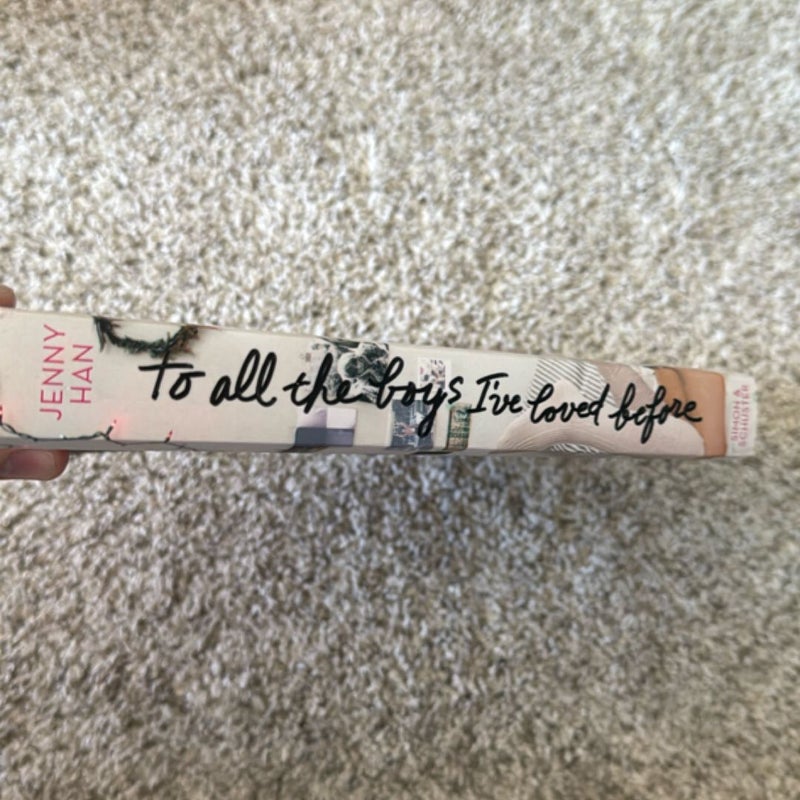 JENNY
HAN
To all the boys I've loved before
SIMON &
SCHUSTER